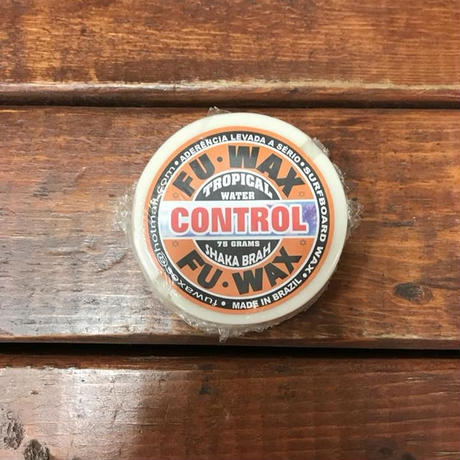 fuwaxes@hotmail.com • ADERÊNCIA LEVADA A SÉRIO • SURFBOARD WAX •
FU • WAX
TROPICAL
WATER
CONTROL
75 GRAMS
SHAKA BRAH
FU • WAX
MADE IN BRAZIL •